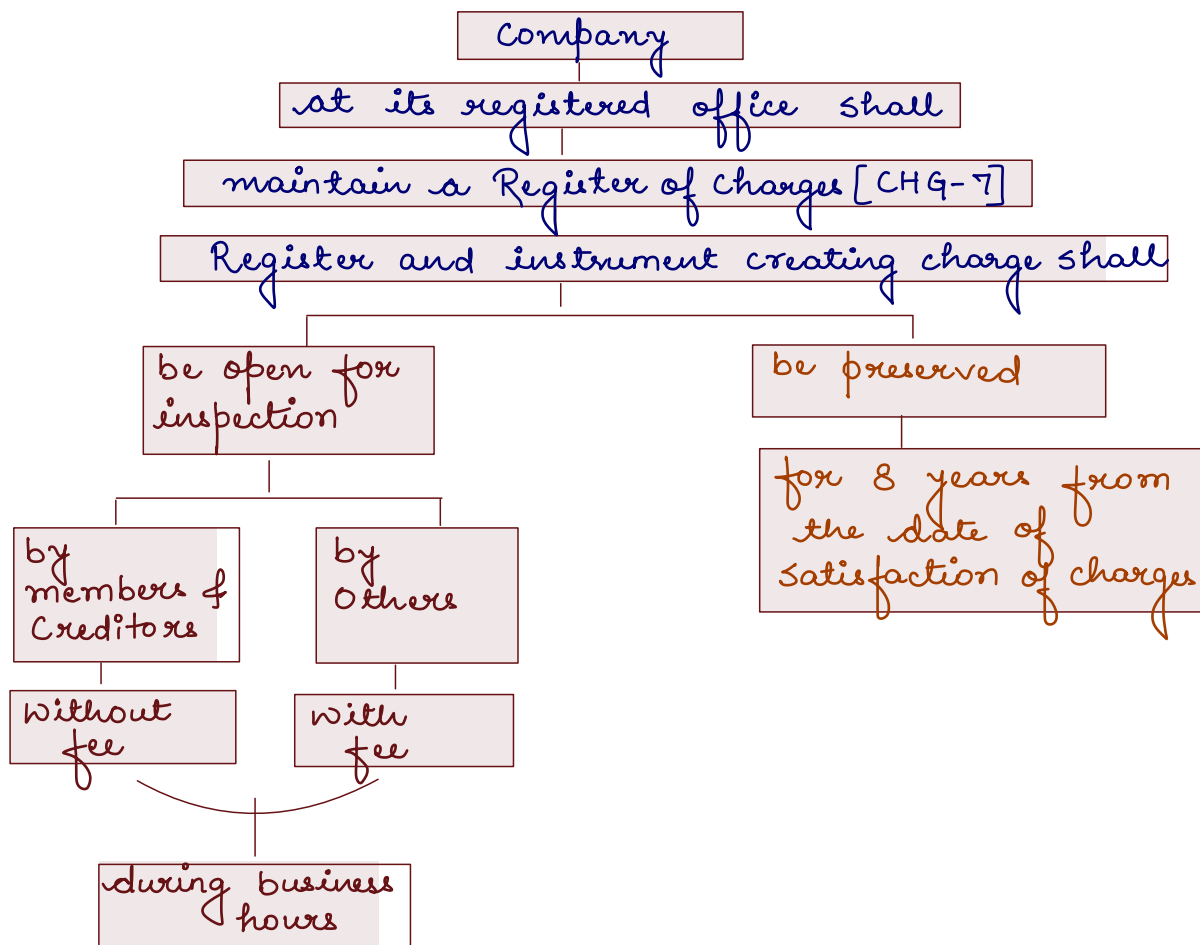 Company
at its registered office shall
maintain a Register of Charges [CHG-7]
Register and instrument creating charge shall
be open for
inspection
be preserved
for 8 years from
the date of
satisfaction of charges
by
members &
Creditors
by
Others
without
fee
with
fee
during business
hours